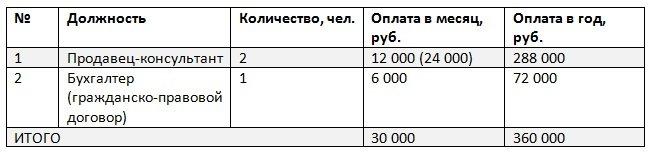 № Должность Количество, чел. Оплата в месяц, Оплата в год,
руб. руб.
1 Продавец-консультант 2 12 000 (24 000) 288 000
2 Бухгалтер 1 6 000 72 000
(гражданско-правовой
договор)
ИТОГО 30 000 360 000